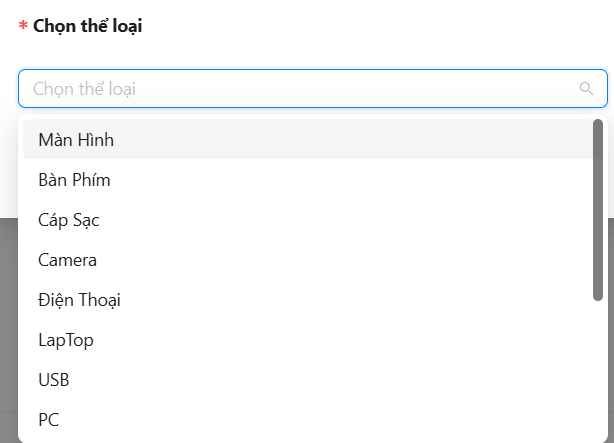 * Chọn thể loại
Chọn thể loại
Màn Hình
Bàn Phím
Cáp Sạc
Camera
Điện Thoại
LapTop
USB
PC